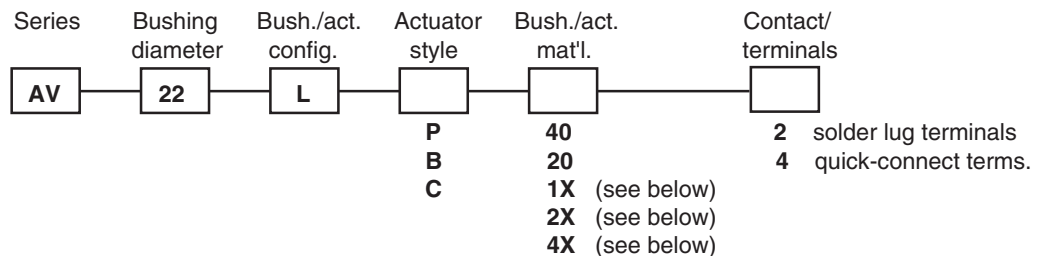 Series Bushing Bush./act. Actuator Bush./act. Contact/
diameter config. style mat'l. terminals
AV 22 L
P 40 2 solder lug terminals
B 20 4 quick-connect terms.
C 1X (see below)
2X (see below)
4X (see below)